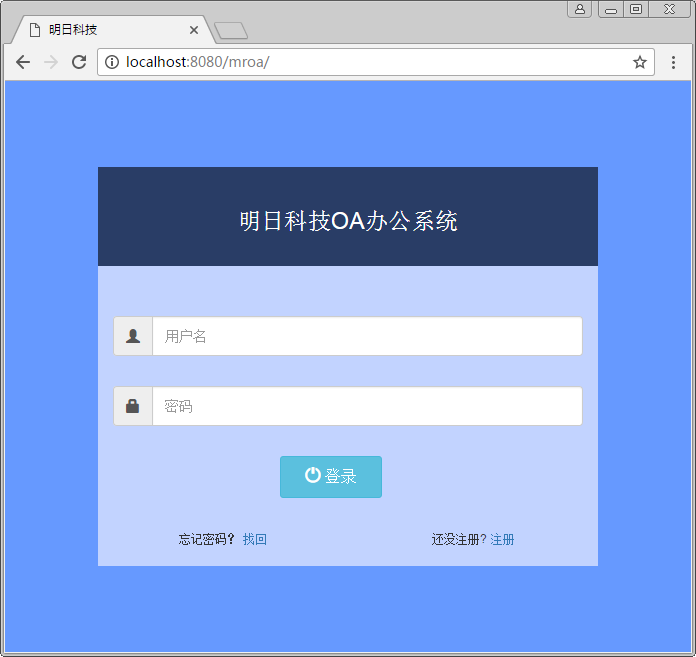 明日科技
localhost:8080/mroa/
明日科技OA办公系统
用户名
密码
登录
忘记密码？ 找回
还没注册? 注册